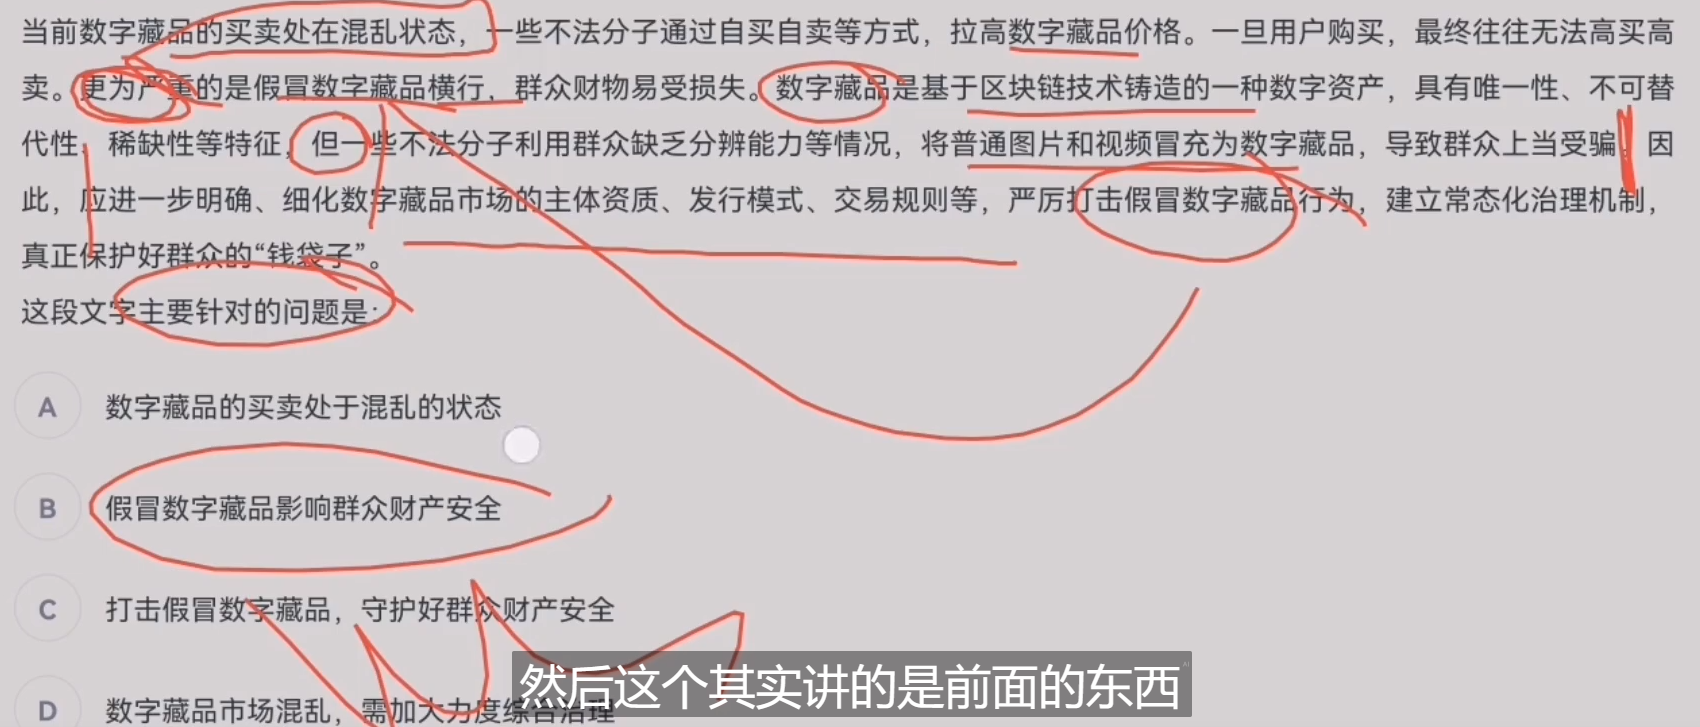 当前数字藏品的买卖处在混乱状态，一些不法分子通过自买自卖等方式，拉高数字藏品价格。一旦用户购买，最终往往无法高买高
卖。更为严重的是假冒数字藏品横行，群众财物易受损失。数字藏品是基于区块链技术铸造的一种数字资产，具有唯一性、不可替
代性、稀缺性等特征，但一些不法分子利用群众缺乏分辨能力等情况，将普通图片和视频冒充为数字藏品，导致群众上当受骗。因
此，应进一步明确、细化数字藏品市场的主体资质、发行模式、交易规则等，严厉打击假冒数字藏品行为，建立常态化治理机制，
真正保护好群众的“钱袋子”。
这段文字主要针对的问题是：
A 数字藏品的买卖处于混乱的状态
B 假冒数字藏品影响群众财产安全
C 打击假冒数字藏品，守护好群众财产安全
D 数字藏品市场混乱，需加大力度综合治理
然后这个其实讲的是前面的东西